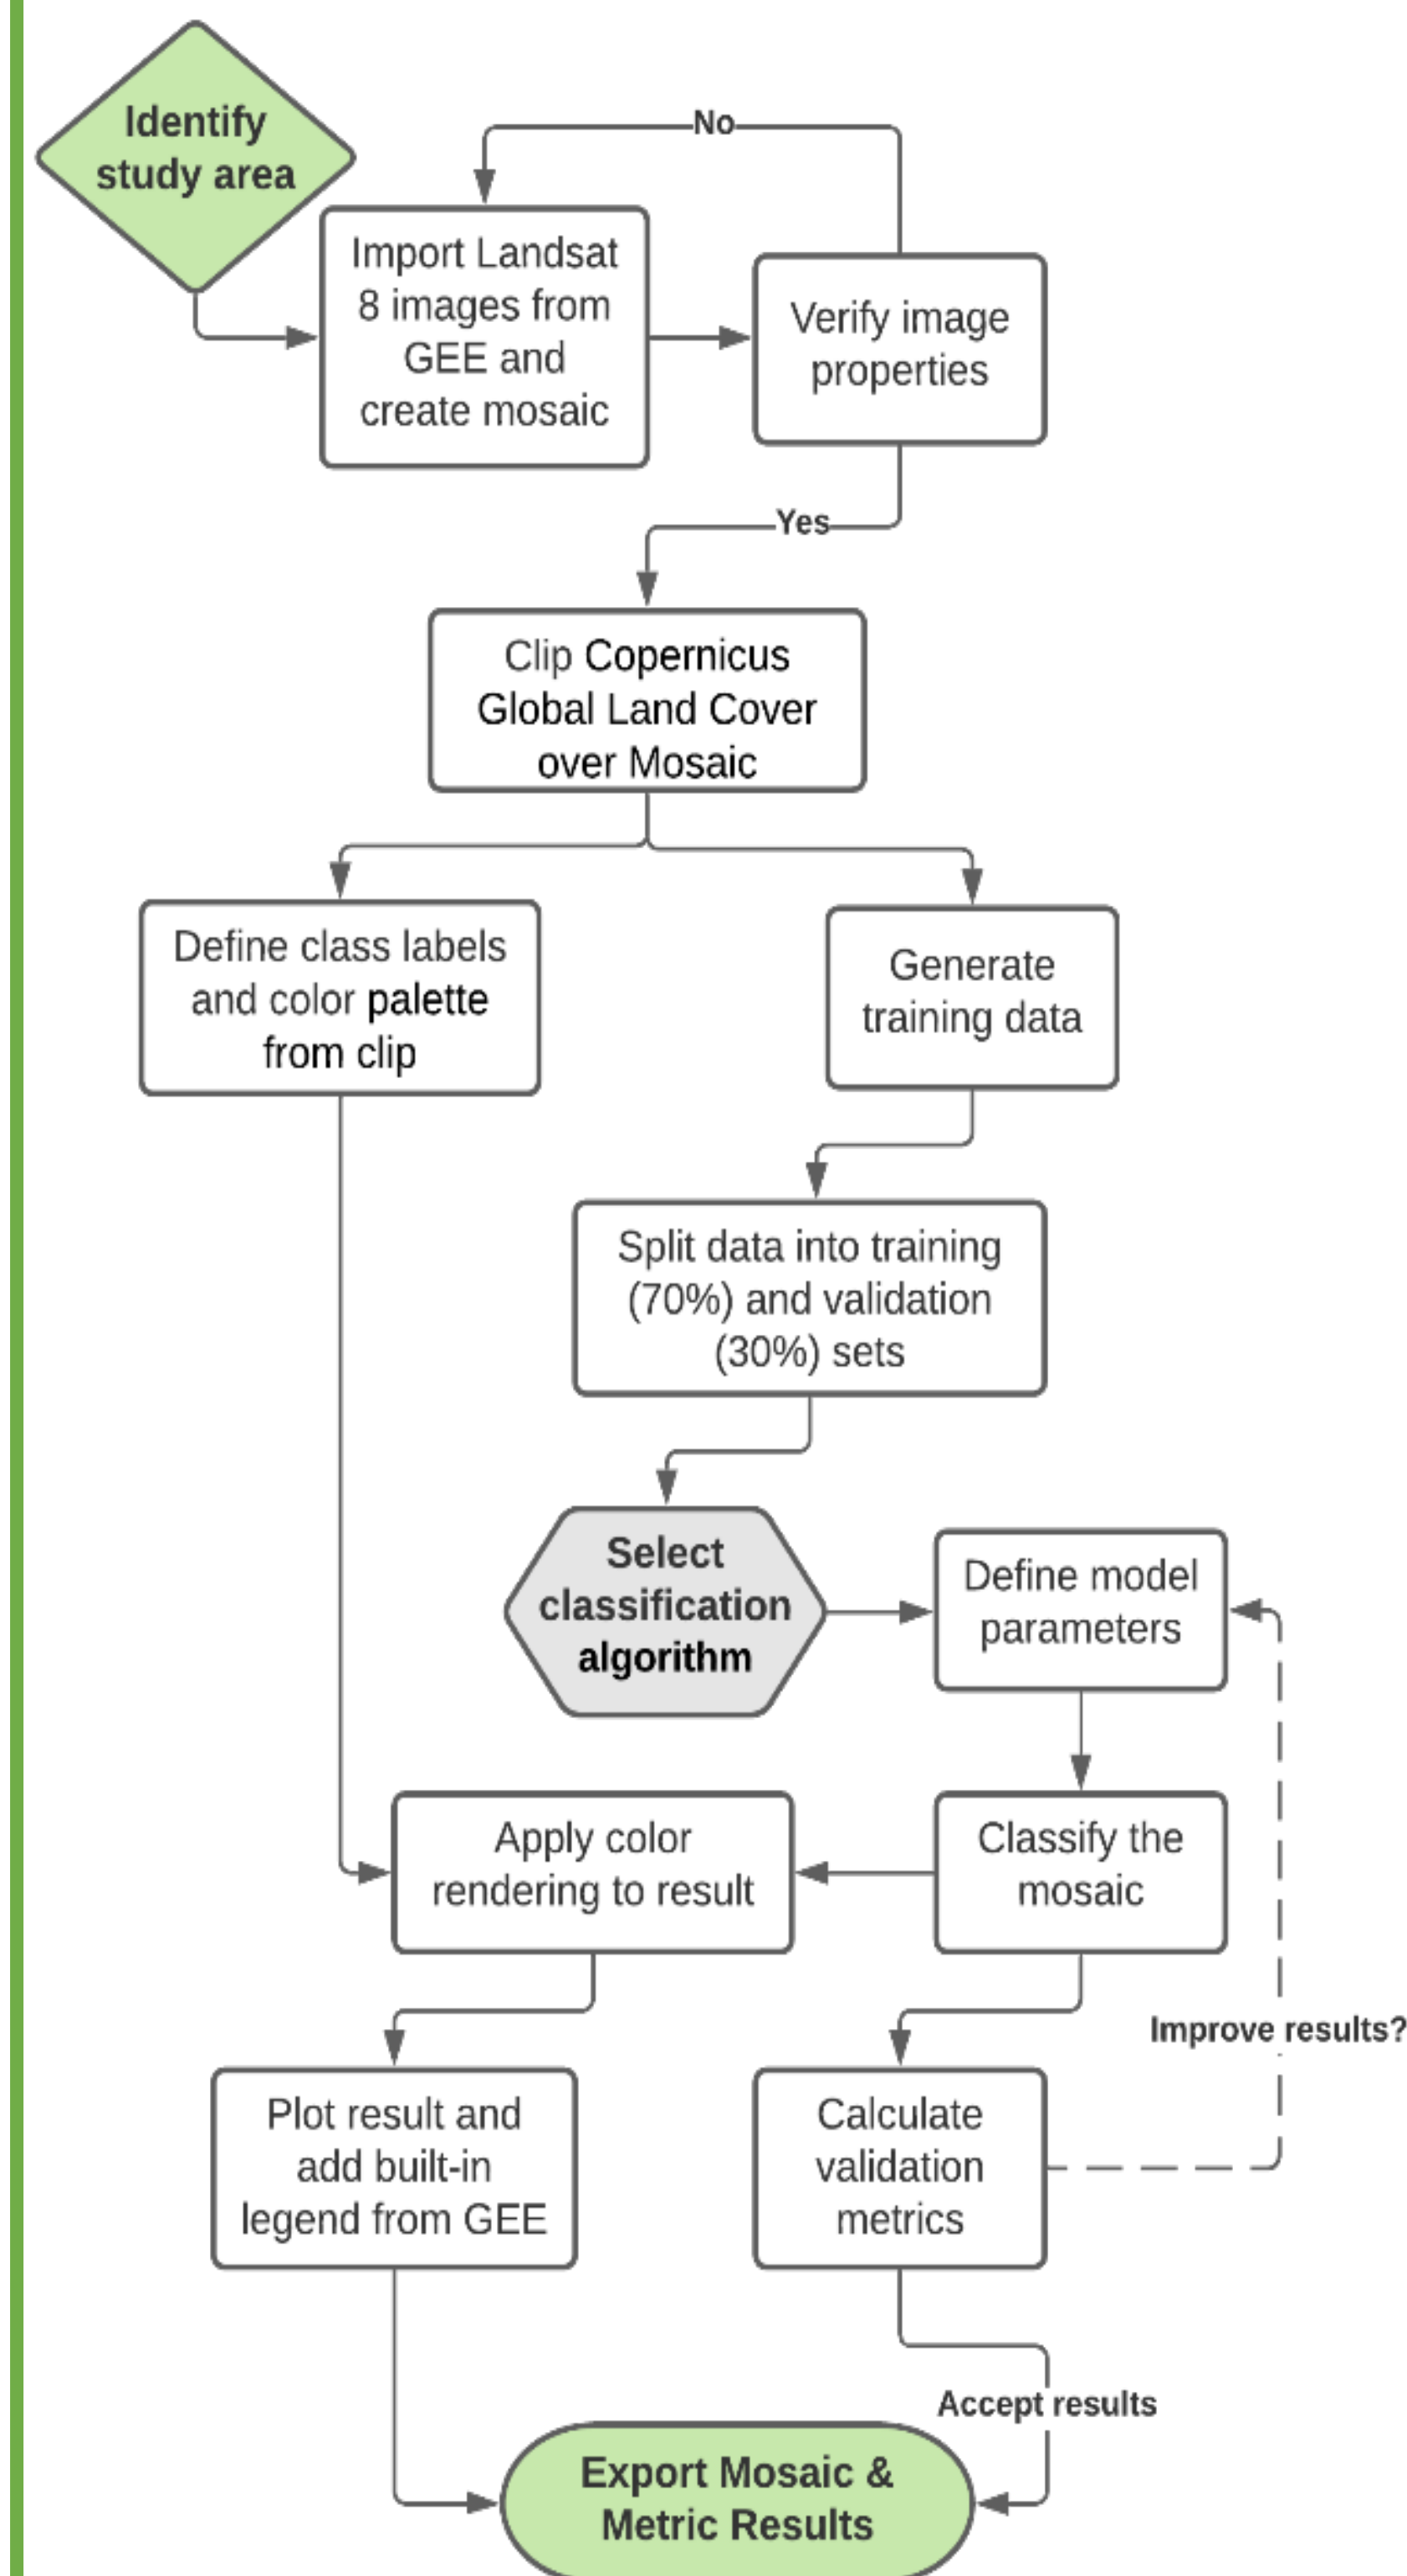 Identify
study area
No
Import Landsat
8 images from
GEE and
create mosaic
Verify image
properties
Yes
Clip Copernicus
Global Land Cover
over Mosaic
Define class labels
and color palette
from clip
Generate
training data
Split data into training
(70%) and validation
(30%) sets
Select
classification
algorithm
Define model
parameters
Apply color
rendering to result
Classify the
mosaic
Improve results?
Plot result and
add built-in
legend from GEE
Calculate
validation
metrics
Accept results
Export Mosaic &
Metric Results